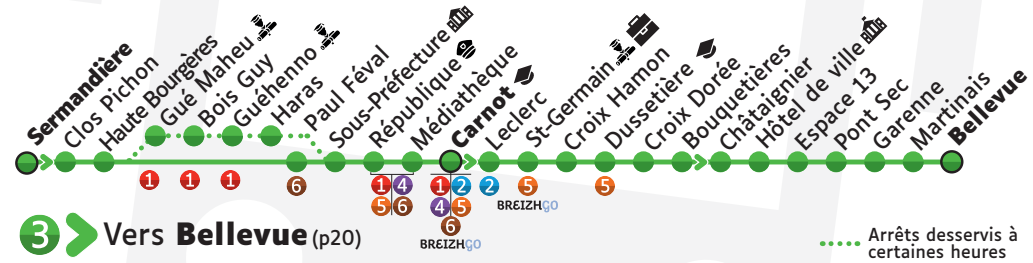 Sermandière
Clos Pichon
Haute Bourgères
Gué Maheu
Bois Guy
Guéhenno
Haras
Paul Féval
Sous-Préfecture
République
Médiathèque
Carnot
Leclerc
St-Germain
Croix Hamon
Dussetière
Croix Dorée
Bouquetières
Châtaignier
Hôtel de ville
Espace 13
Pont Sec
Garenne
Martinais
Bellevue
1 1 1 6 1 4 1 2 2 5 5
5 6 4 5 BREIZHGO
6
BREIZHGO
3 Vers Bellevue (p20)
Arrêts desservis à
certaines heures